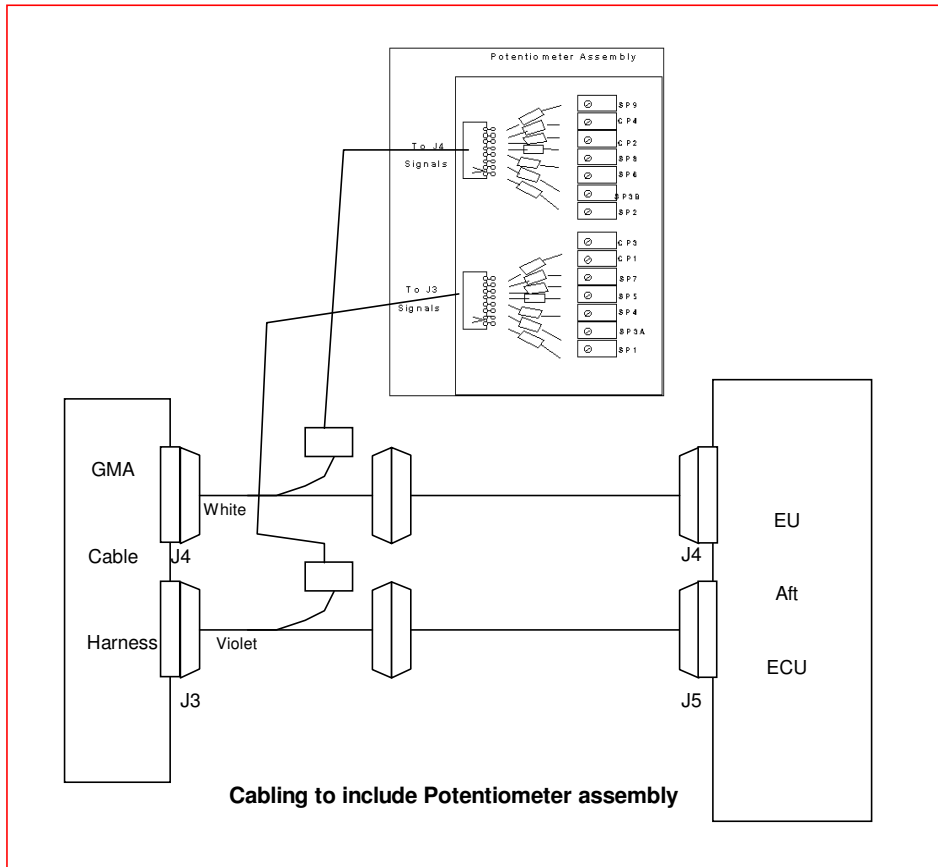 Potentiometer Assembly
SP9
CP4
To J4
CP2
SP8
Signals
SP6
SP3B
SP2
CP3
CP1
SP7
To J3
SP5
Signals
SP4
SP3A
SP1
GMA
White
EU
Cable
J4
J4
Aft
Harness
Violet
ECU
J3
J5
Cabling to include Potentiometer assembly